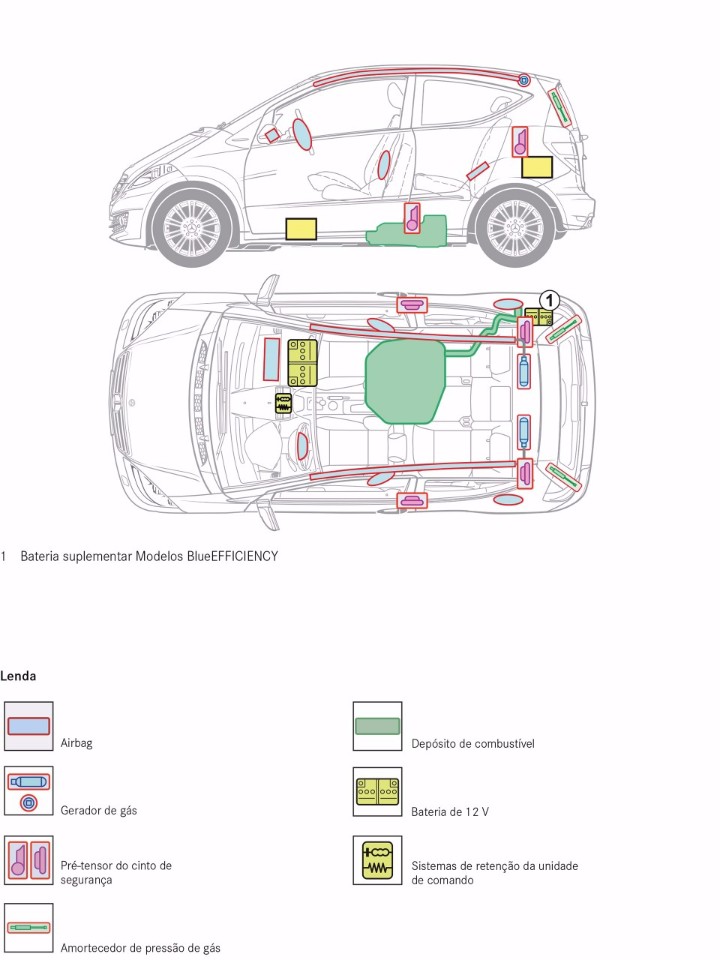 1
1 Bateria suplementar Modelos BlueEFFICIENCY
Lenda
Airbag
Depósito de combustível
Gerador de gás
Bateria de 12 V
Pré-tensor do cinto de
segurança
Sistemas de retenção da unidade
de comando
Amortecedor de pressão de gás